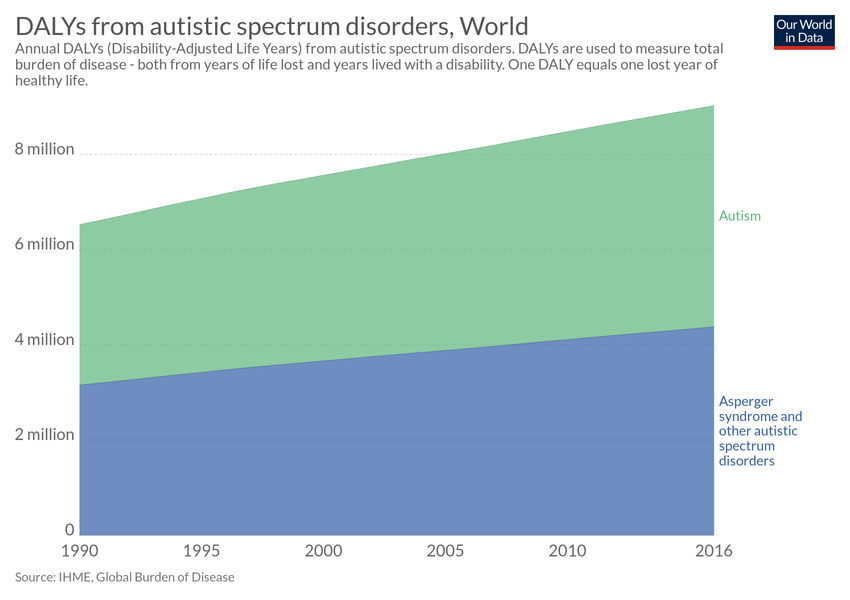 DALYs from autistic spectrum disorders, World
Our World
in Data
Annual DALYs (Disability-Adjusted Life Years) from autistic spectrum disorders. DALYs are used to measure total
burden of disease - both from years of life lost and years lived with a disability. One DALY equals one lost year of
healthy life.
8 million
6 million
4 million
2 million
0
Autism
Asperger
syndrome and
other autistic
spectrum
disorders
1990
1995
2000
2005
2010
2016
Source: IHME, Global Burden of Disease